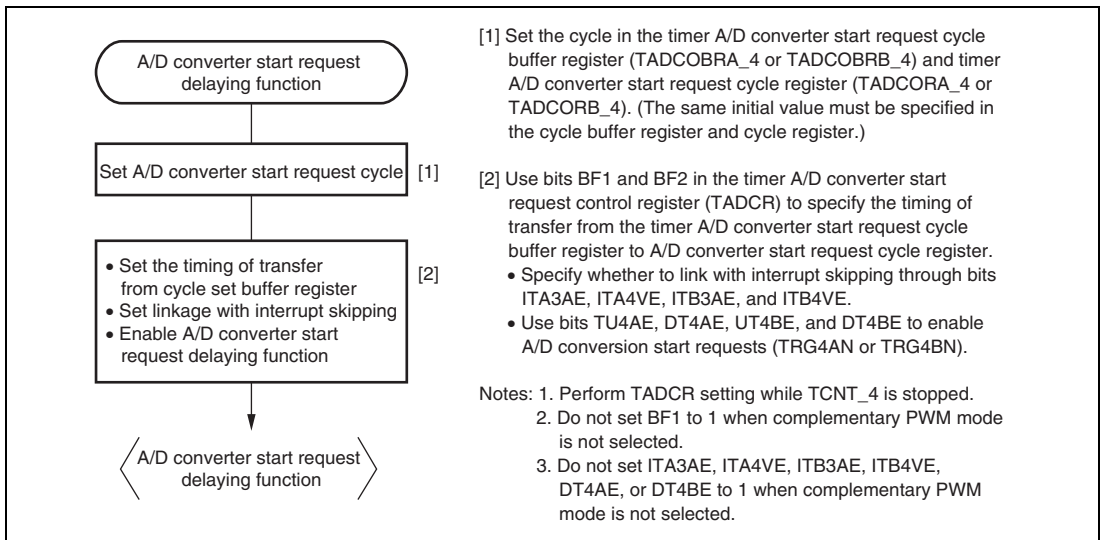 A/D converter start request
delaying function
Set A/D converter start request cycle [1]
• Set the timing of transfer
from cycle set buffer register
• Set linkage with interrupt skipping
• Enable A/D converter start
request delaying function
[2]
A/D converter start request
delaying function
[1] Set the cycle in the timer A/D converter start request cycle
buffer register (TADCOBRA_4 or TADCOBRB_4) and timer
A/D converter start request cycle register (TADCORA_4 or
TADCORB_4). (The same initial value must be specified in
the cycle buffer register and cycle register.)
[2] Use bits BF1 and BF2 in the timer A/D converter start
request control register (TADCR) to specify the timing of
transfer from the timer A/D converter start request cycle
buffer register to A/D converter start request cycle register.
• Specify whether to link with interrupt skipping through bits
ITA3AE, ITA4VE, ITB3AE, and ITB4VE.
• Use bits TU4AE, DT4AE, UT4BE, and DT4BE to enable
A/D conversion start requests (TRG4AN or TRG4BN).
Notes: 1. Perform TADCR setting while TCNT_4 is stopped.
2. Do not set BF1 to 1 when complementary PWM mode
is not selected.
3. Do not set ITA3AE, ITA4VE, ITB3AE, ITB4VE,
DT4AE, or DT4BE to 1 when complementary PWM
mode is not selected.